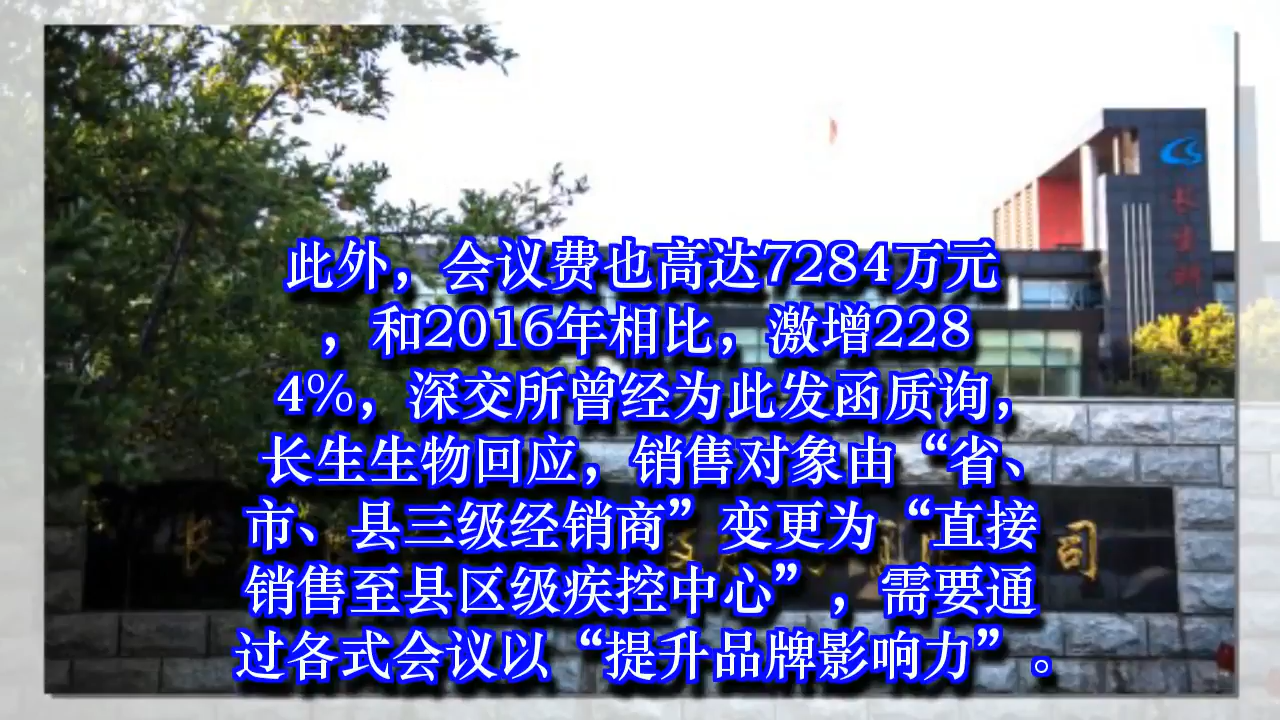 长生
此外，会议费也高达7284万元
，和2016年相比，激增228
4%，深交所曾经为此发函质询，
长生生物回应，销售对象由“省、
市、县三级经销商”变更为“直接
销售至县区级疾控中心”，需要通
过各式会议以“提升品牌影响力”。
长
司